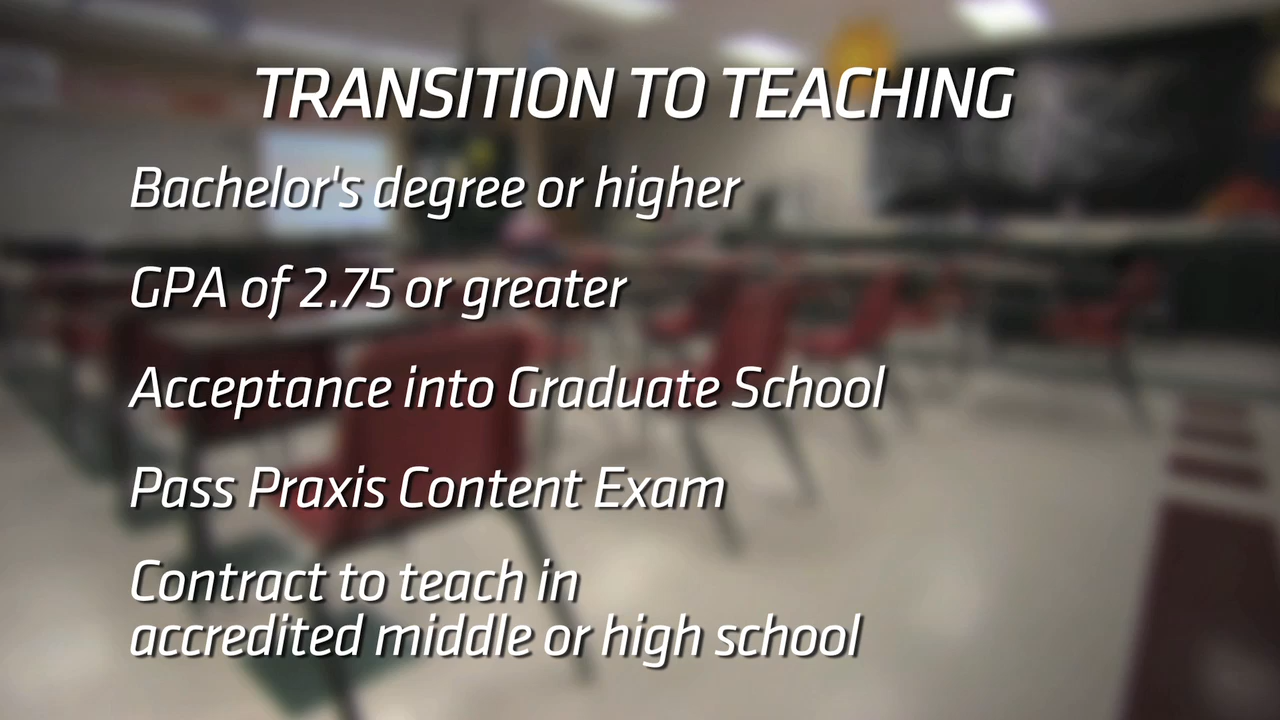 TRANSITION TO TEACHING
Bachelor's degree or higher
GPA of 2.75 or greater
Acceptance into Graduate School
Pass Praxis Content Exam
Contract to teach in
accredited middle or high school